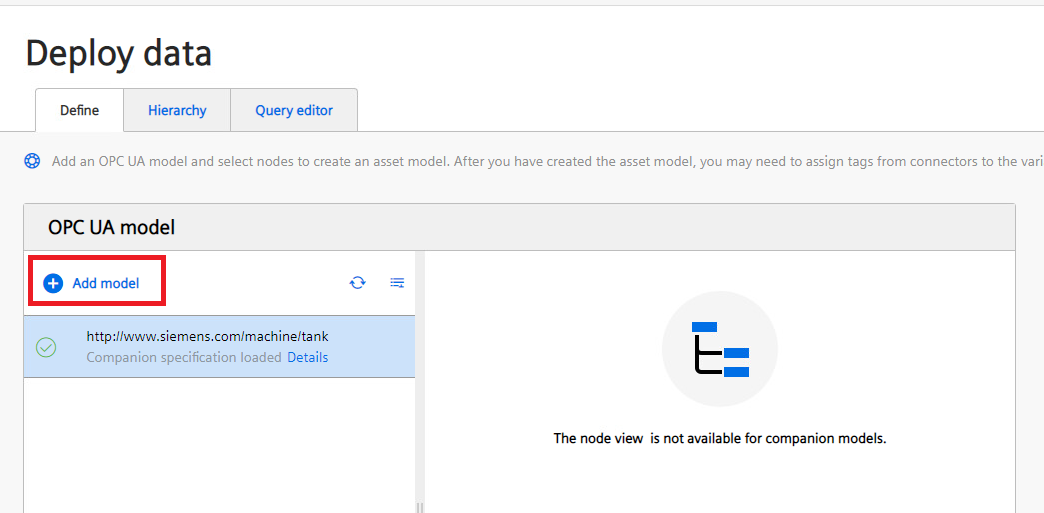 Deploy data
Define
Hierarchy
Query editor
Add an OPC UA model and select nodes to create an asset model. After you have created the asset model, you may need to assign tags from connectors to the vari
OPC UA model
Add model
http://www.siemens.com/machine/tank
Companion specification loaded Details
The node view is not available for companion models.